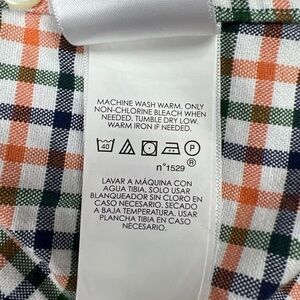 MACHINE WASH WARM. ONLY
NON-CHLORINE BLEACH WHEN
NEEDED. TUMBLE DRY LOW.
WARM IRON IF NEEDED.
40 P
n°1529 ®
LAVAR A MÁQUINA CON
AGUA TIBIA. SOLO USAR
BLANQUEADOR SIN CLORO EN
CASO NECESARIO. SECADO
A BAJA TEMPERATURA. USAR
PLANCHA TIBIA EN CASO
NECESARIO.